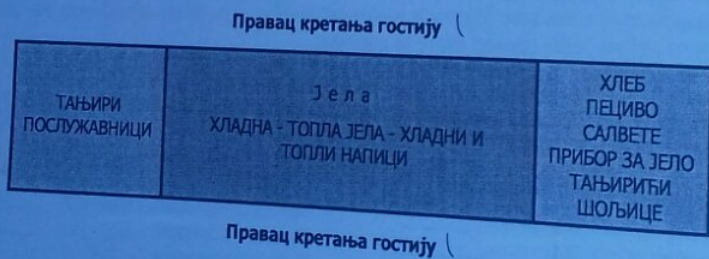 Правац кретања гостију
ТАЊИРИ
ПОСЛУЖАВНИЦИ
Јела
ХЛАДНА - ТОПЛА ЈЕЛА - ХЛАДНИ И
ТОПЛИ НАПИЦИ
ХЛЕБ
ПЕЦИВО
САЛВЕТЕ
ПРИБОР ЗА ЈЕЛО
ТАЊИРИЋИ
ШОЉИЦЕ
Правац кретања гостију